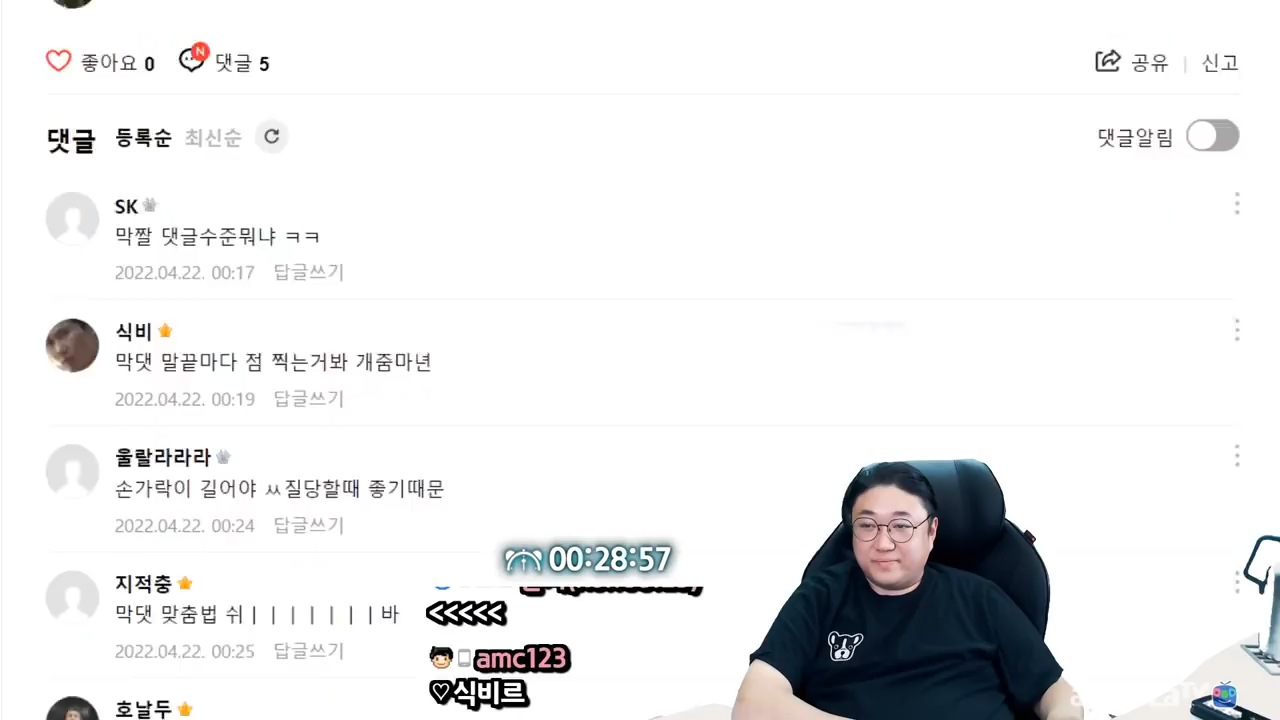 좋아요 0
N
댓글 5
공유
신고
댓글
등록순
최신순
댓글알림
SK
막짤 댓글수준뭐냐 ㅋㅋ
2022.04.22. 00:17
답글쓰기
식비
막댓 말끝마다 점 찍는거봐 개줌마년
2022.04.22. 00:19
답글쓰기
울랄라라라
손가락이 길어야 ㅆ질당할때 좋기때문
2022.04.22. 00:24
답글쓰기
지적충
막댓 맞춤법 쉬ㅣㅣㅣㅣㅣㅣㅣ바
2022.04.22. 00:25
답글쓰기
호날두
00:28:57
<<<<<
amc123
♡식비르